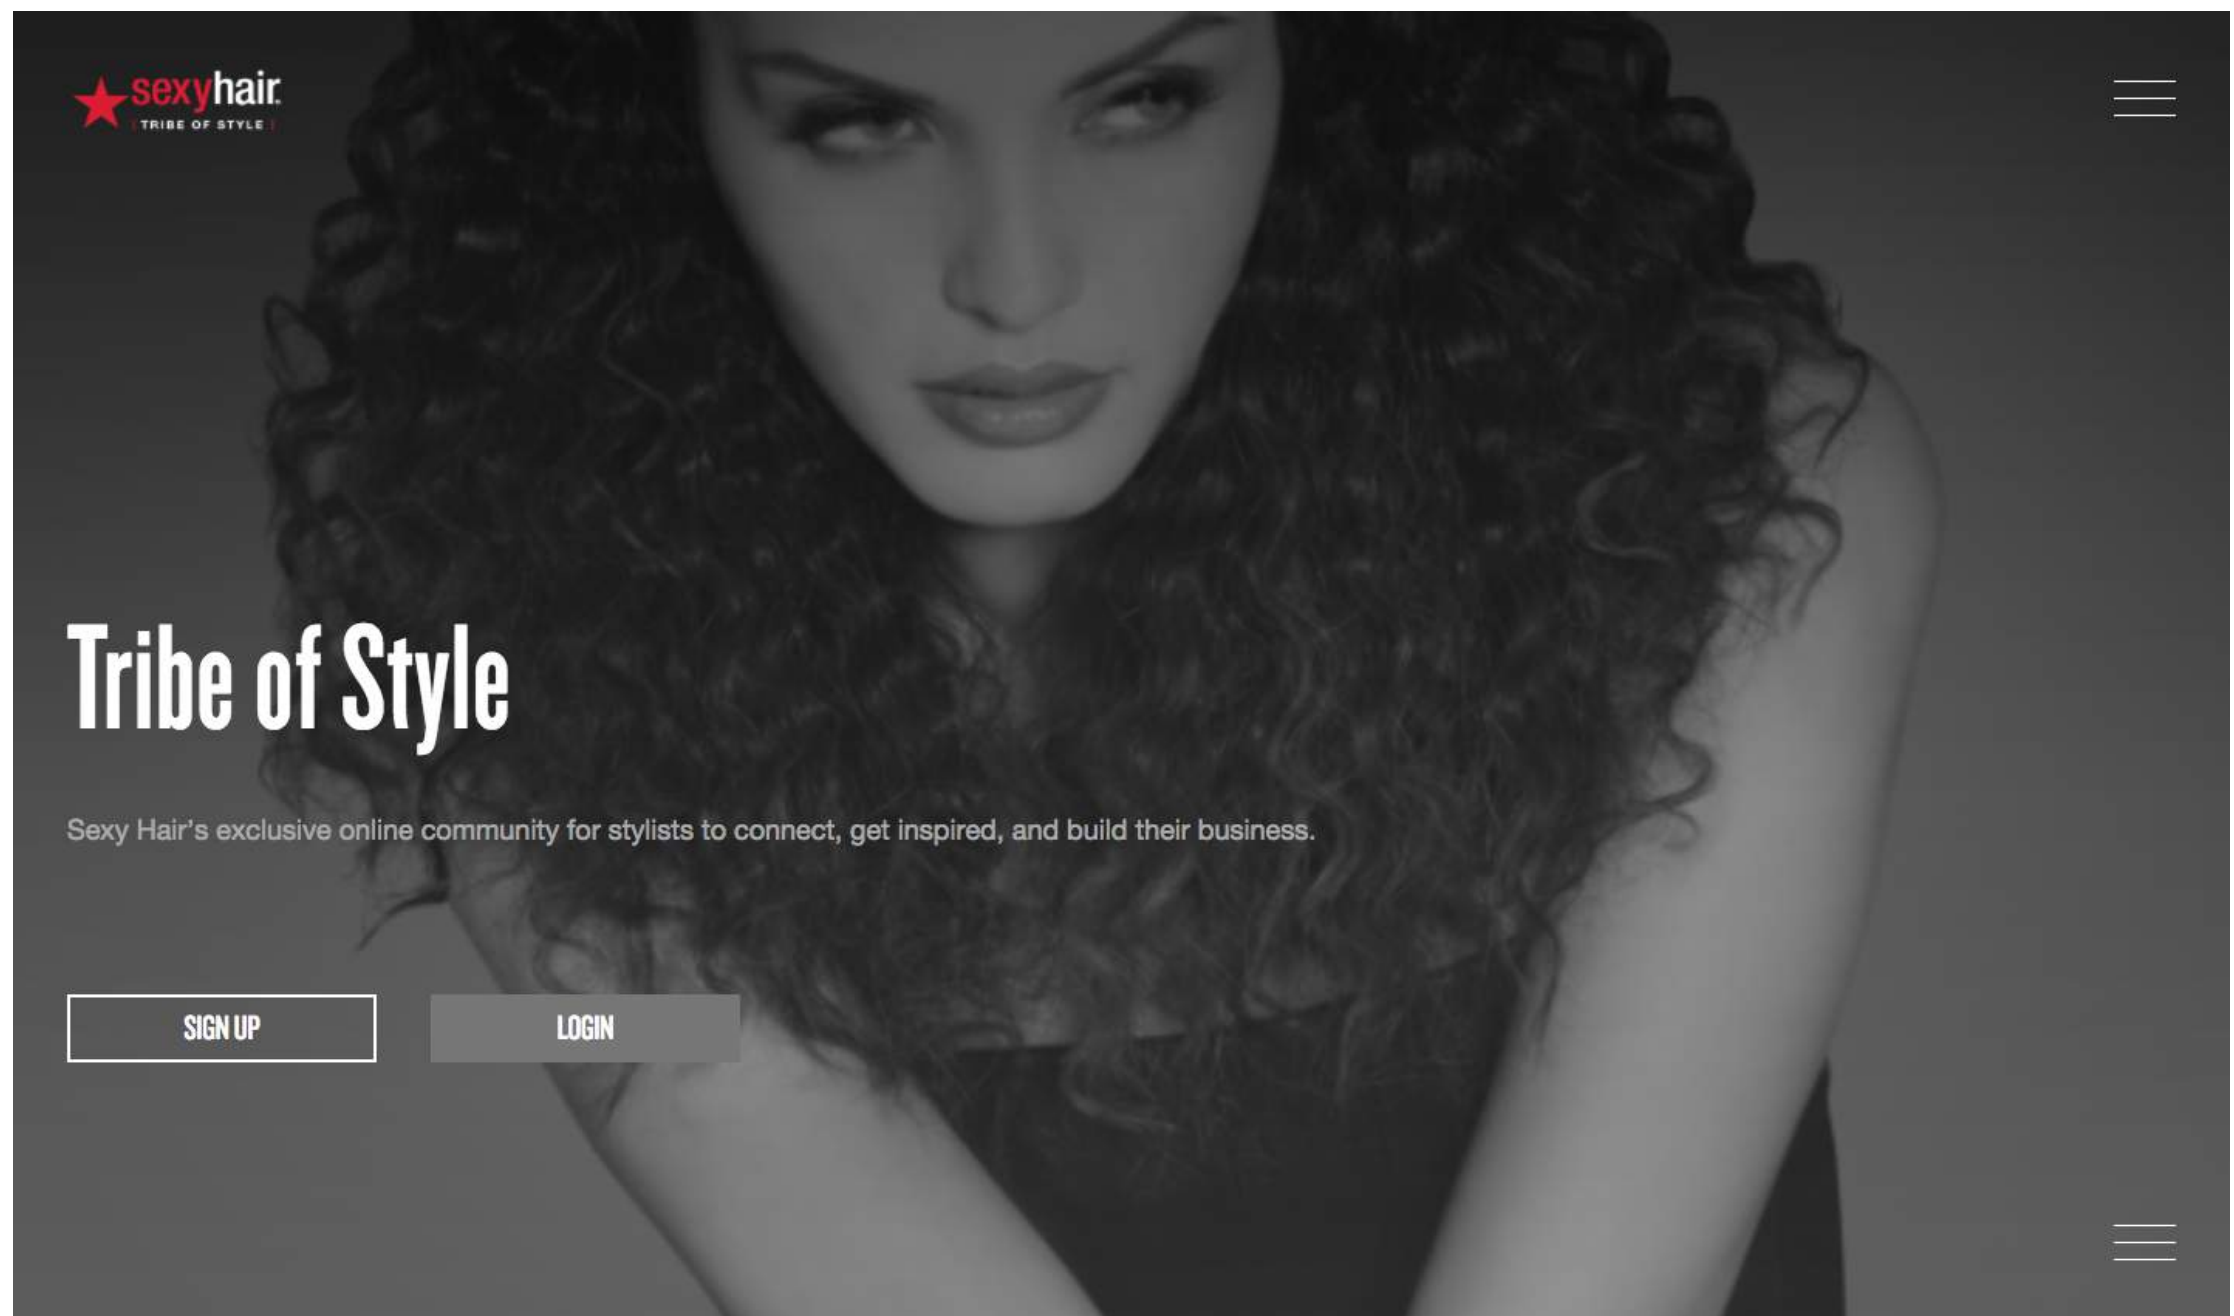 sexyhair.
TRIBE OF STYLE
Tribe of Style
Sexy Hair's exclusive online community for stylists to connect, get inspired, and build their business.
SIGN UP
LOGIN